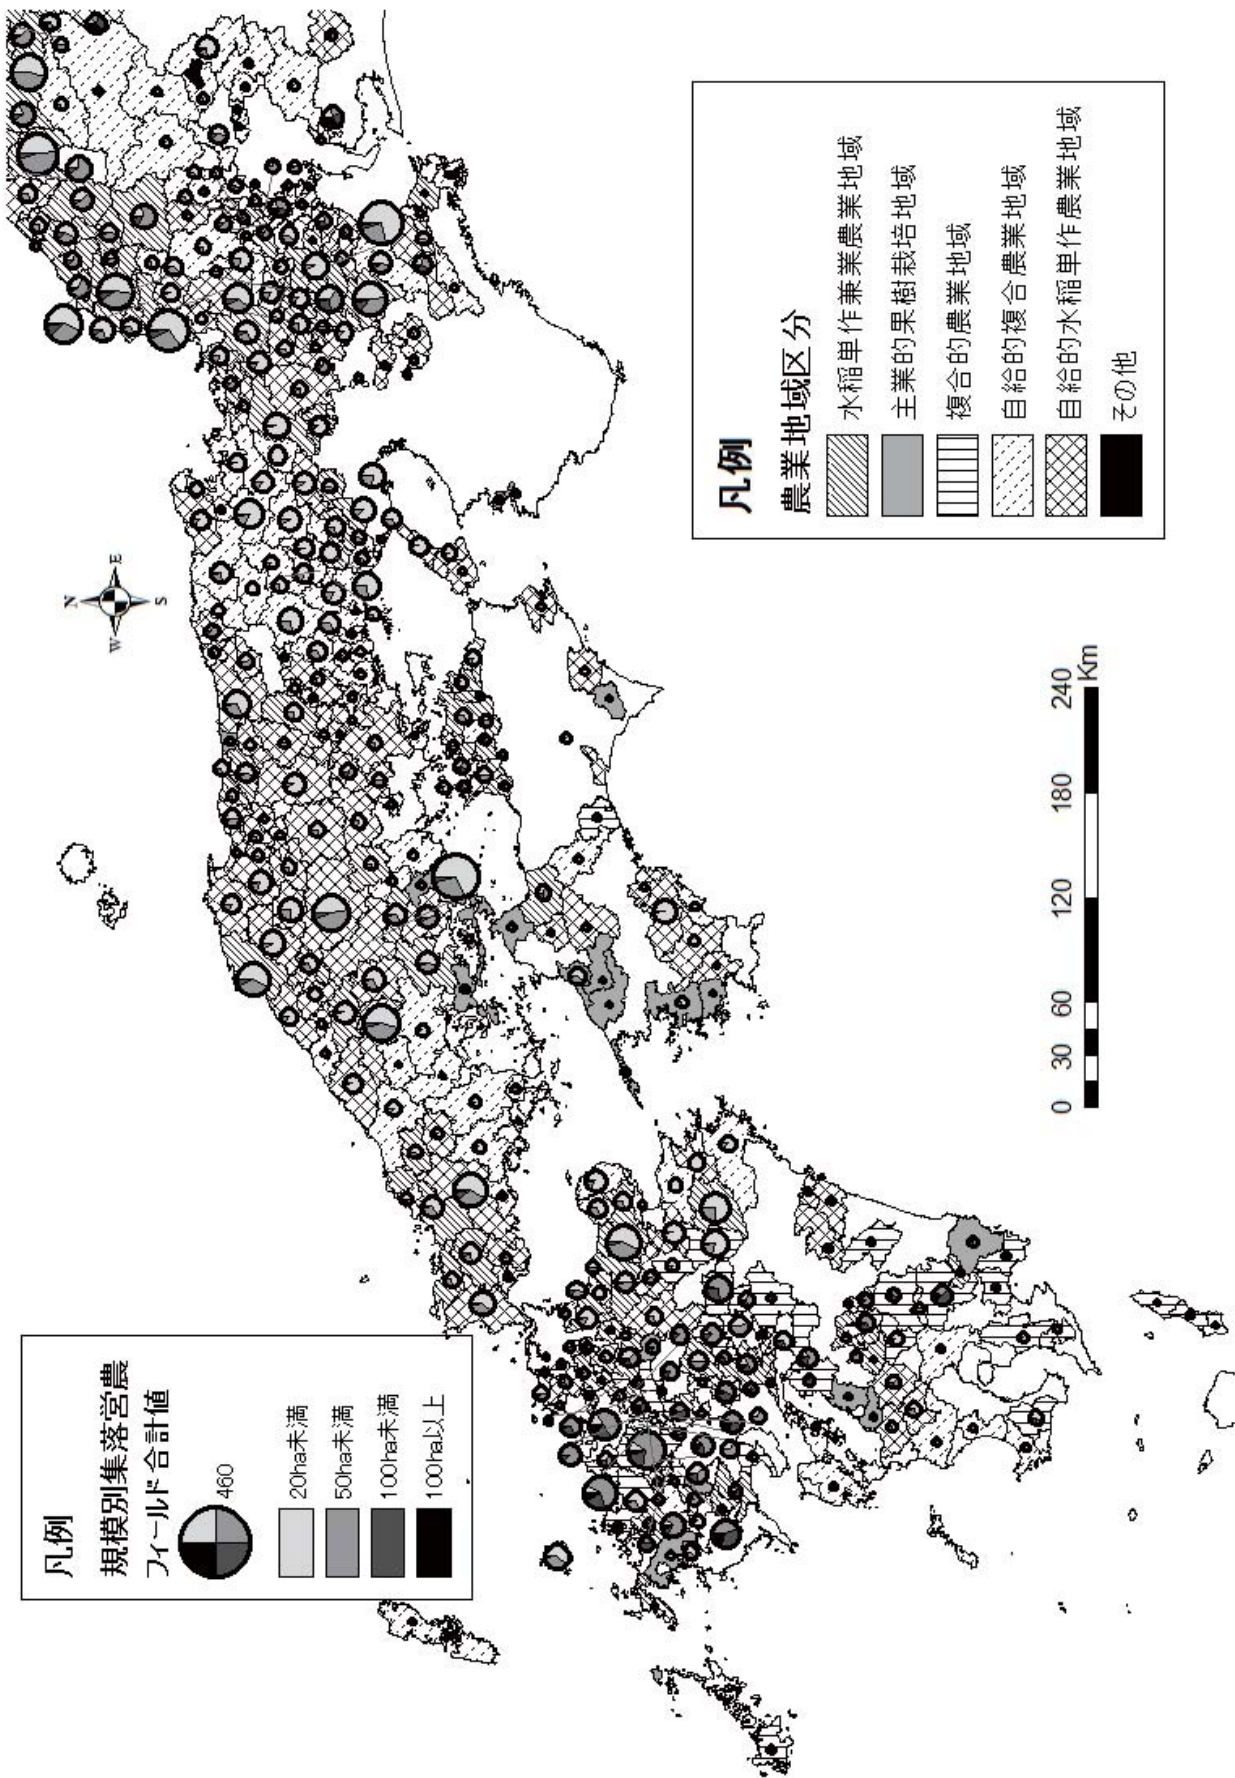 凡例
規模別集落営農
フィールド合計値
460
20ha未満
50ha未満
100ha未満
100ha以上
N
W
E
S
0 30 60 120 180 240
Km
凡例
農業地域区分
水稲単作兼業農業地域
主業的果樹栽培地域
複合的農業地域
自給的複合農業地域
自給的水稲単作農業地域
その他